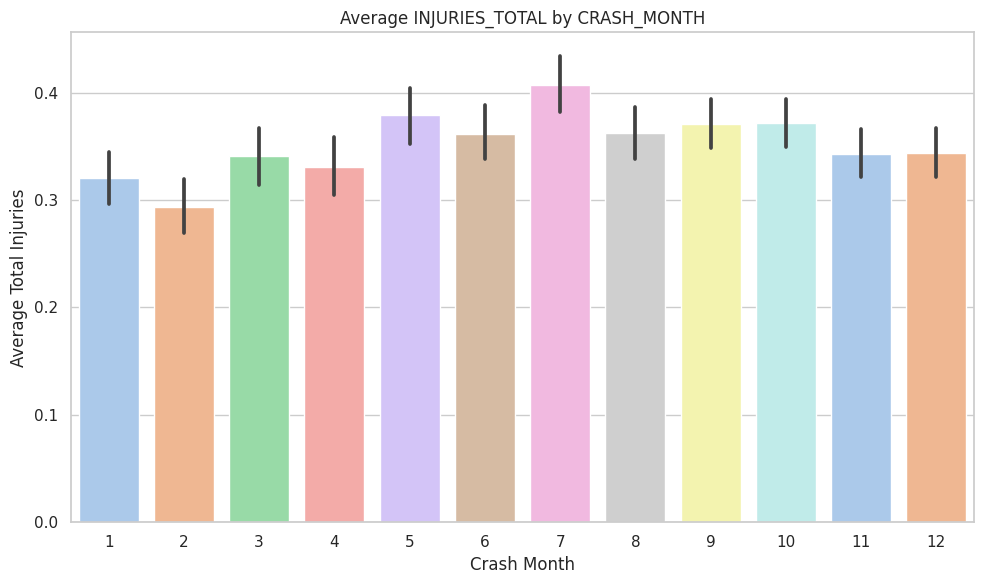 Average INJURIES_TOTAL by CRASH_MONTH
Average Total Injuries
0.4
0.3
0.2
0.1
0.0
1 2 3 4 5 6 7 8 9 10 11 12
Crash Month